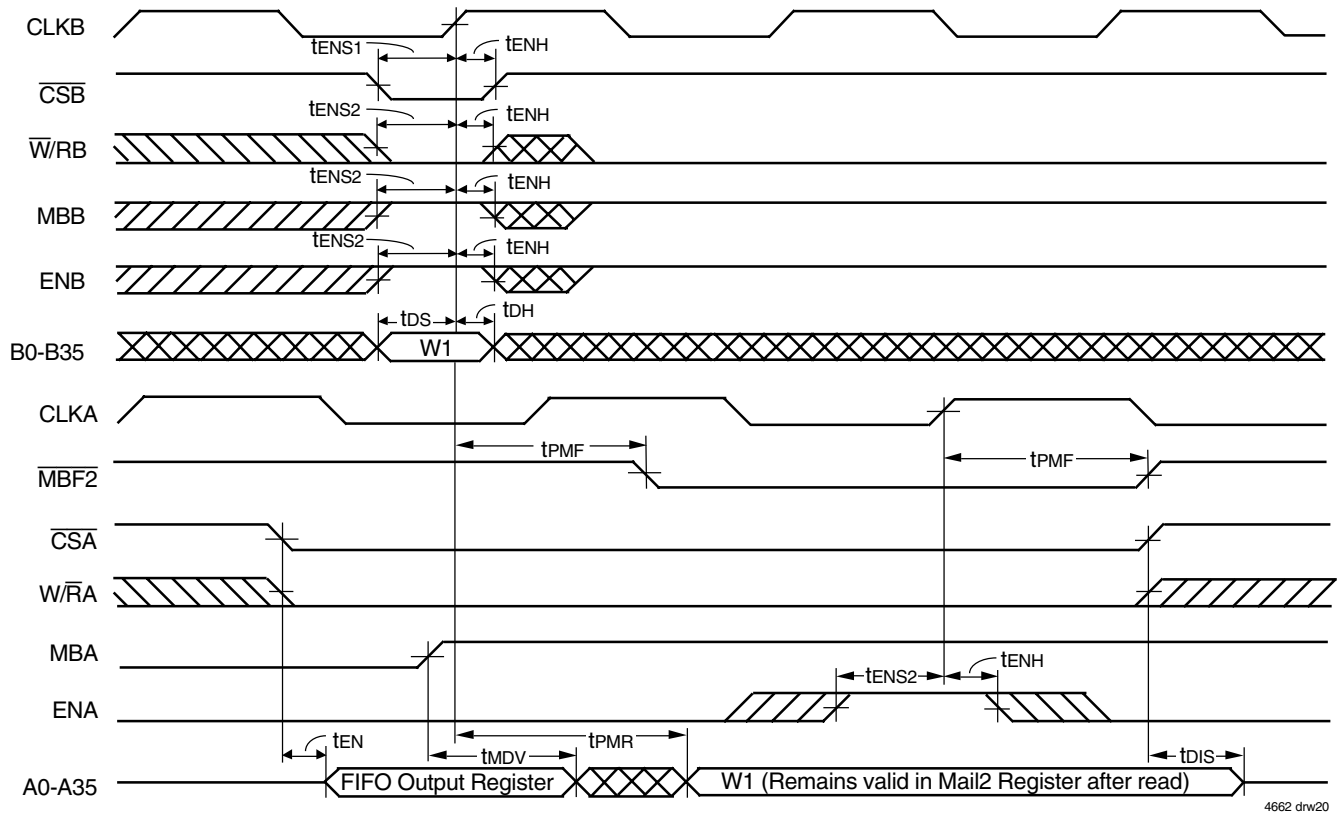 CLKB
tENS1 tENH
CSB
tENS2 tENH
W/RB
tENS2 tENH
MBB
tENS2 tENH
ENB
tDS tDH
B0-B35 W1
CLKA
tPMF tPMF
MBF2
CSA
W/RA
MBA
tENS2 tENH
ENA
tEN tMDV tPMR tDIS
A0-A35 FIFO Output Register W1 (Remains valid in Mail2 Register after read)
4662 drw20